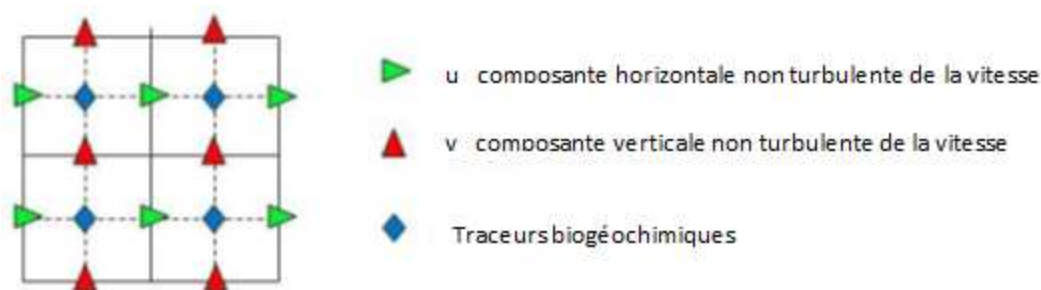 u composante horizontale non turbulente de la vitesse
v composante verticale non turbulente de la vitesse
Traceurs biogéochimiques